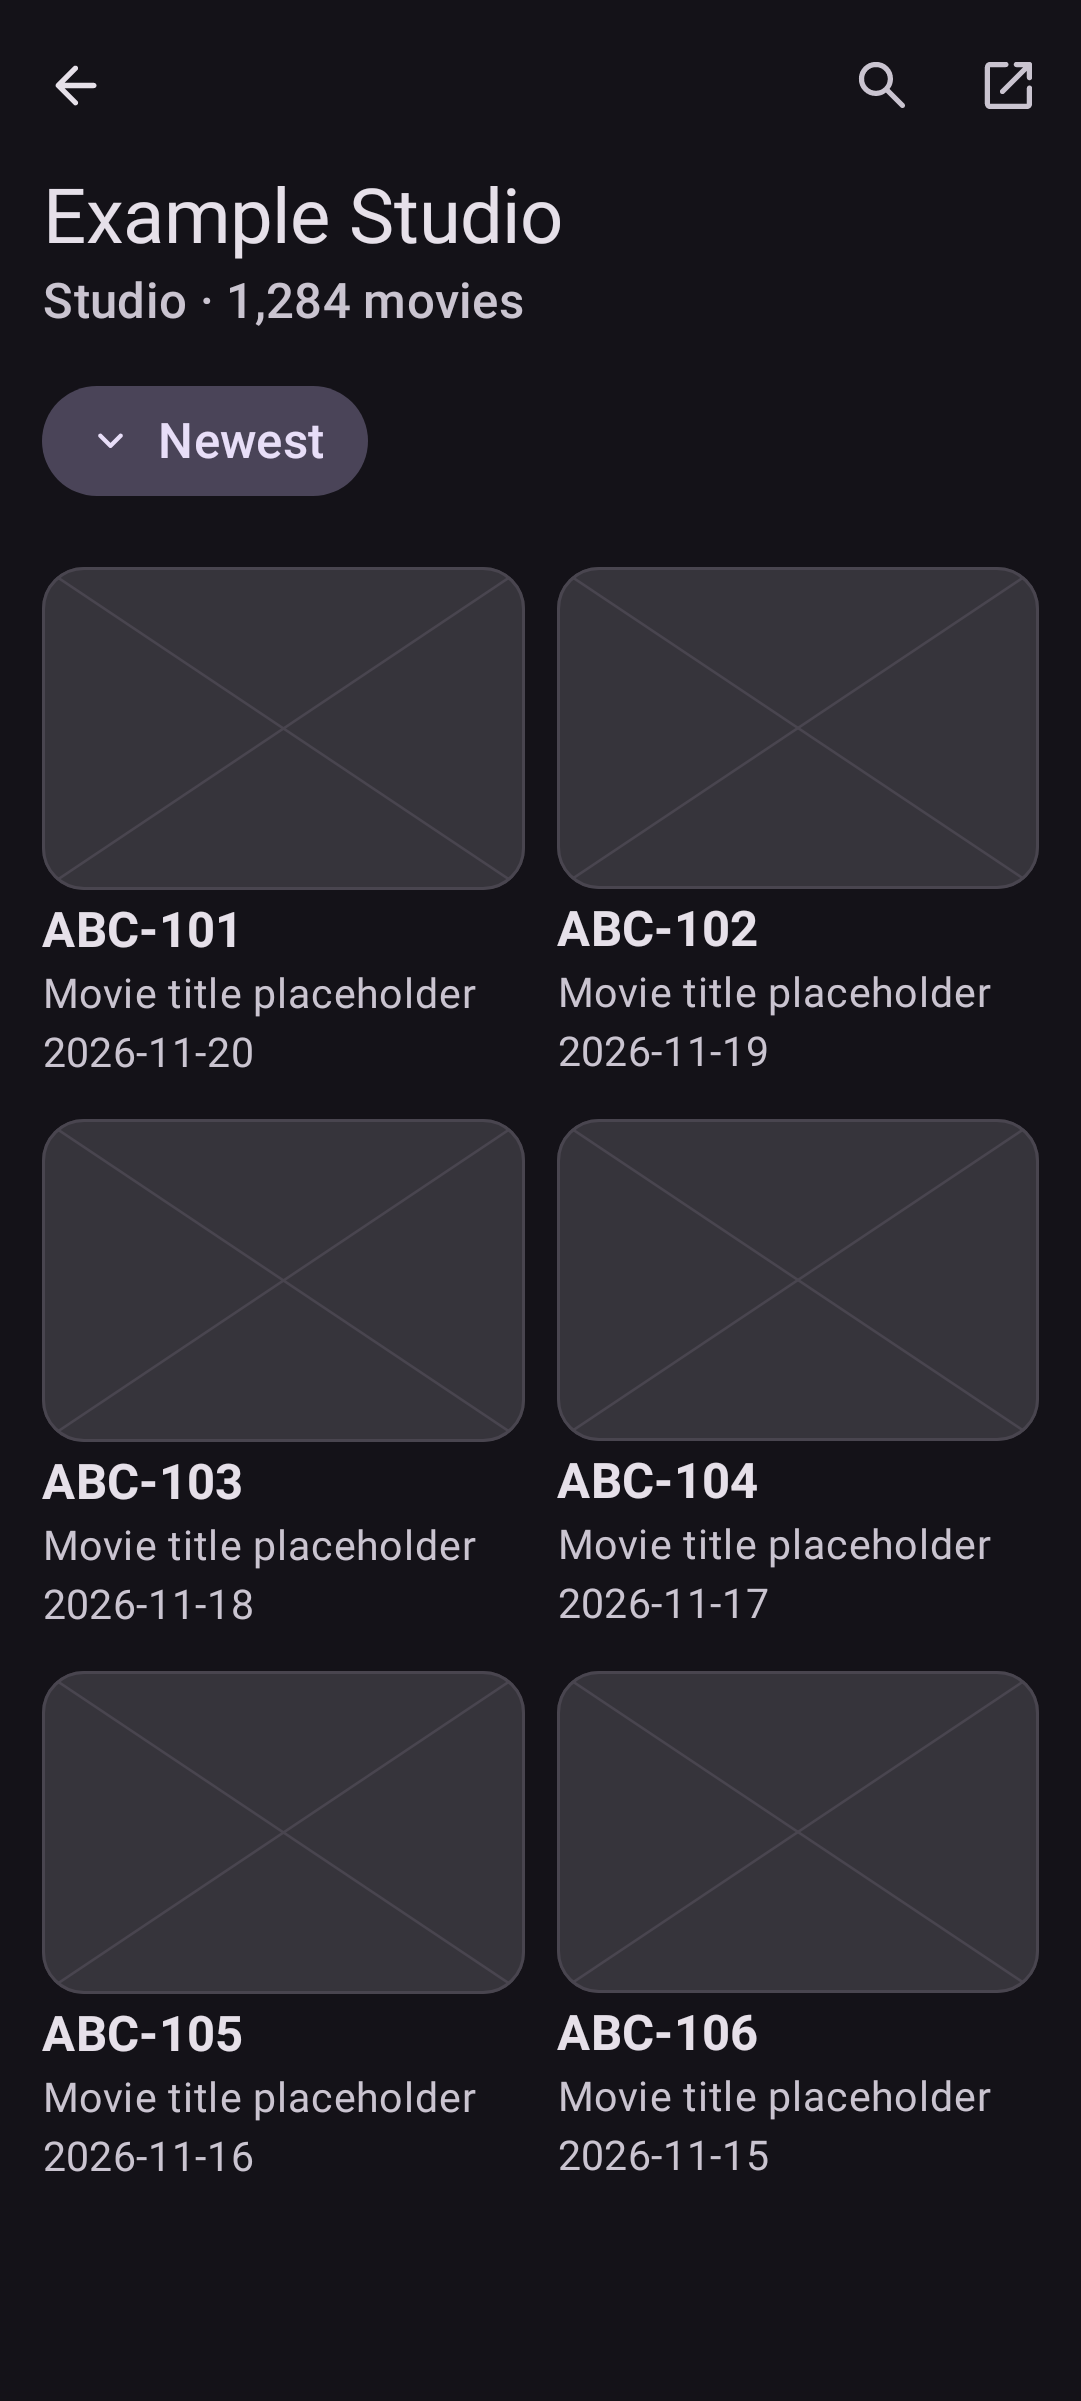 Example Studio
Studio · 1,284 movies
Newest
ABC-101
Movie title placeholder
2026-11-20
ABC-102
Movie title placeholder
2026-11-19
ABC-103
Movie title placeholder
2026-11-18
ABC-104
Movie title placeholder
2026-11-17
ABC-105
Movie title placeholder
2026-11-16
ABC-106
Movie title placeholder
2026-11-15